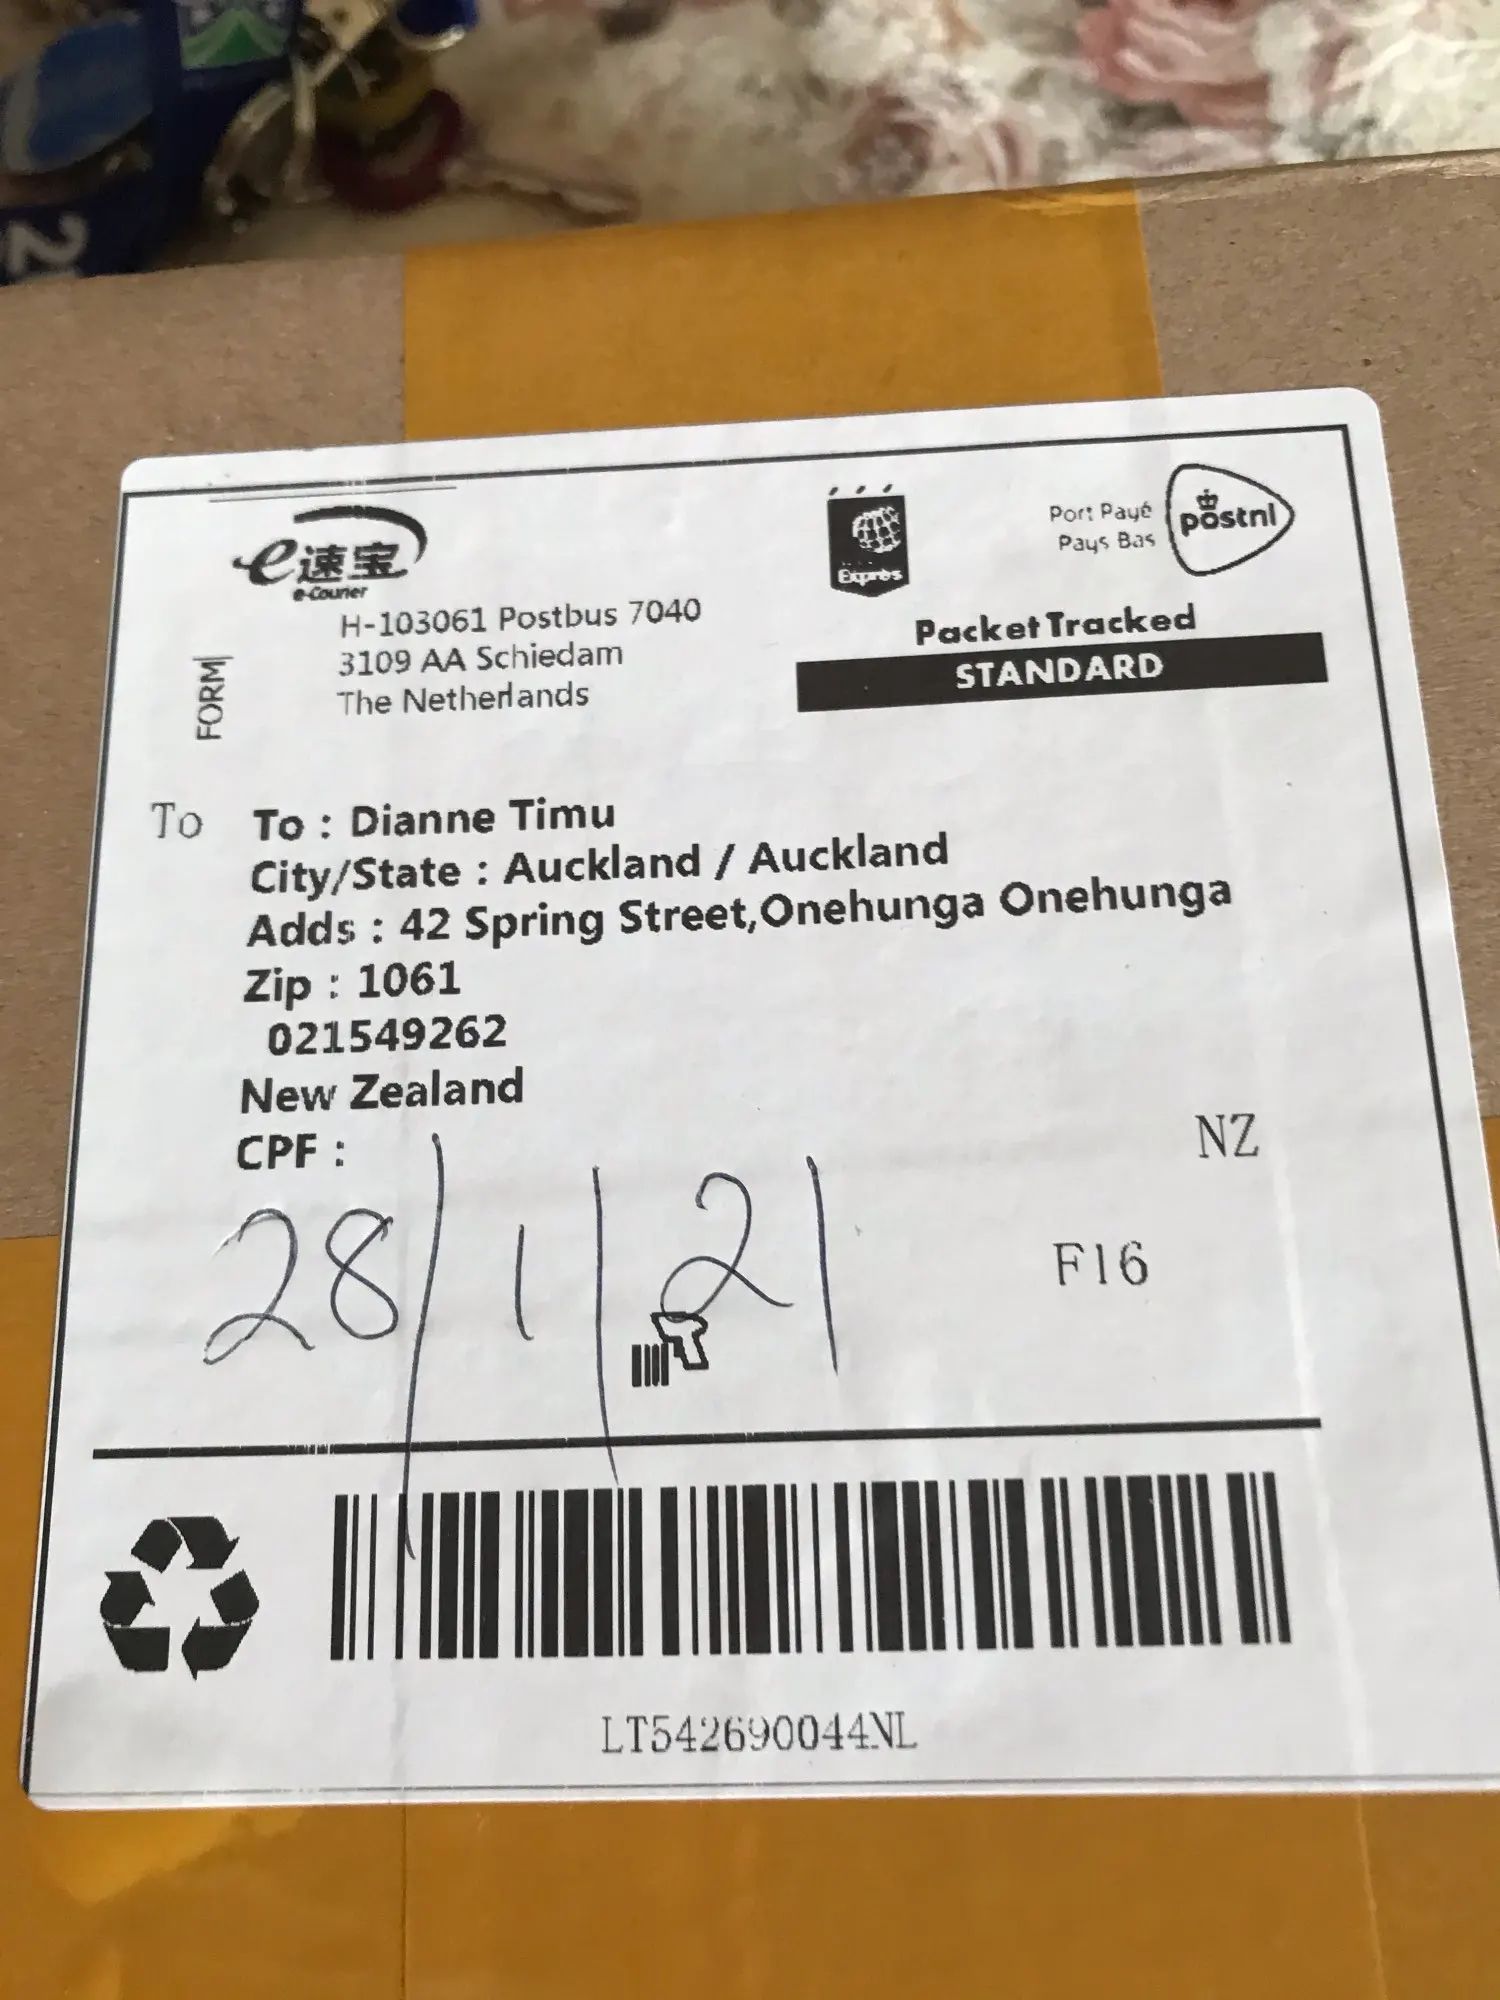 e速宝
e-Courier
H-103061 Postbus 7040
3109 AA Schiedam
The Netherlands
FORM
Exprès
Port Payé
Pays Bas
postnl
Packet Tracked
STANDARD
To
To : Dianne Timu
City/State : Auckland / Auckland
Adds : 42 Spring Street,Onehunga Onehunga
Zip : 1061
021549262
New Zealand
CPF :
NZ
28/1/21
F16
LT542690044NL